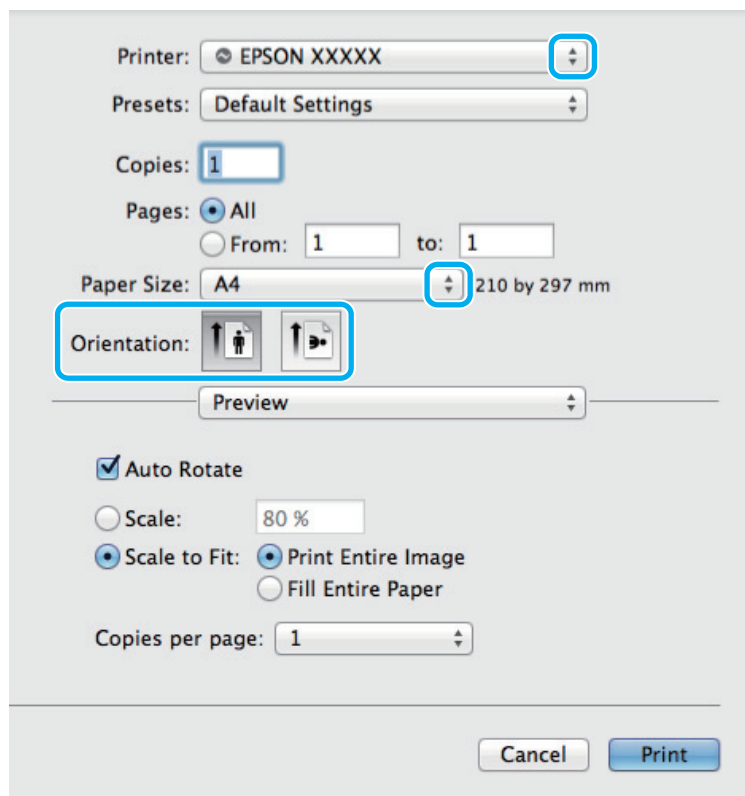 Printer: EPSON XXXXX
Presets: Default Settings
Copies: 1
Pages: All
From: 1 to: 1
Paper Size: A4 210 by 297 mm
Orientation:
Preview
Auto Rotate
Scale: 80 %
Scale to Fit: Print Entire Image
Fill Entire Paper
Copies per page: 1
Cancel Print